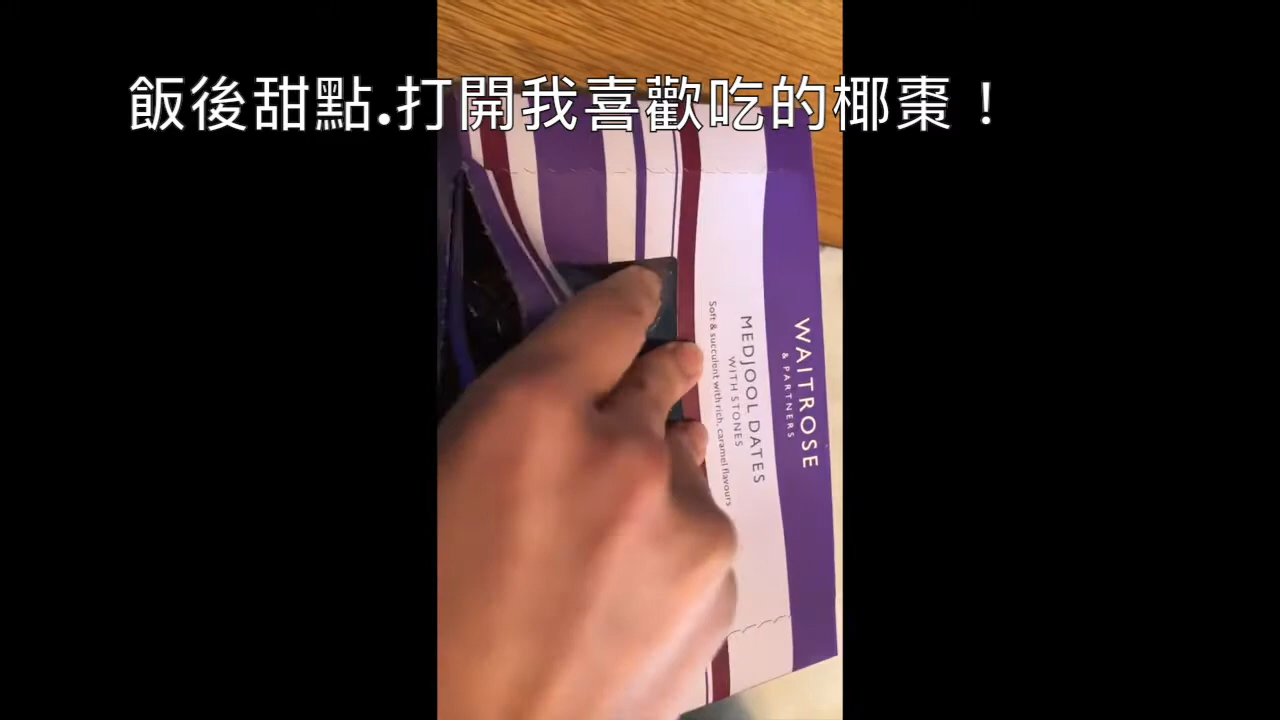 飯後甜點.打開我喜歡吃的椰棗！
WAITROSE
& PARTNERS
MEDJOOL DATES
WITH STONES
Soft & succulent with rich, caramel flavours